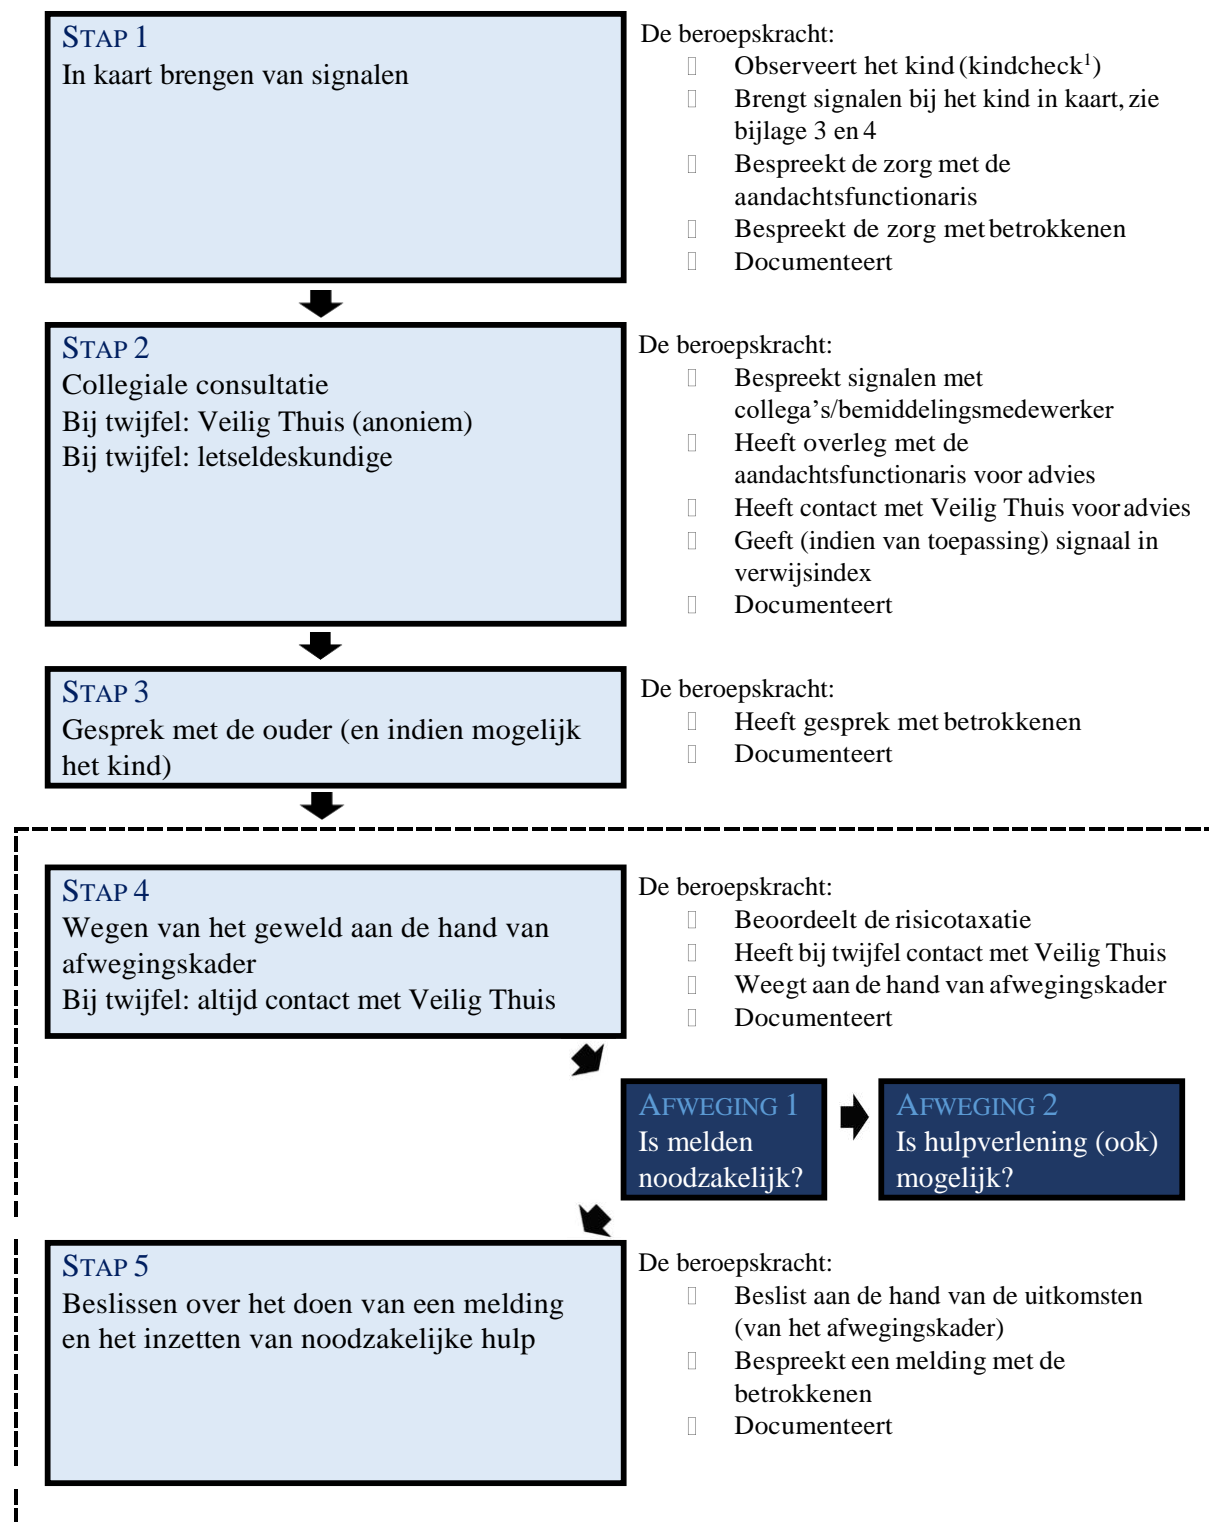 STAP 1
In kaart brengen van signalen
De beroepskracht:
Observeert het kind (kindcheck¹)
Brengt signalen bij het kind in kaart, zie
bijlage 3 en 4
Bespreekt de zorg met de
aandachtsfunctionaris
Bespreekt de zorg met betrokkenen
Documenteert
STAP 2
Collegiale consultatie
Bij twijfel: Veilig Thuis (anoniem)
Bij twijfel: letseldeskundige
De beroepskracht:
Bespreekt signalen met
collega’s/bemiddelingsmedewerker
Heeft overleg met de
aandachtsfunctionaris voor advies
Heeft contact met Veilig Thuis voor advies
Geeft (indien van toepassing) signaal in
verwijsindex
Documenteert
STAP 3
Gesprek met de ouder (en indien mogelijk
het kind)
De beroepskracht:
Heeft gesprek met betrokkenen
Documenteert
STAP 4
Wegen van het geweld aan de hand van
afwegingskader
Bij twijfel: altijd contact met Veilig Thuis
De beroepskracht:
Beoordeelt de risicotaxatie
Heeft bij twijfel contact met Veilig Thuis
Weegt aan de hand van afwegingskader
Documenteert
AFWEGING 1
Is melden
noodzakelijk?
AFWEGING 2
Is hulpverlening (ook)
mogelijk?
STAP 5
Beslissen over het doen van een melding
en het inzetten van noodzakelijke hulp
De beroepskracht:
Beslist aan de hand van de uitkomsten
(van het afwegingskader)
Bespreekt een melding met de
betrokkenen
Documenteert